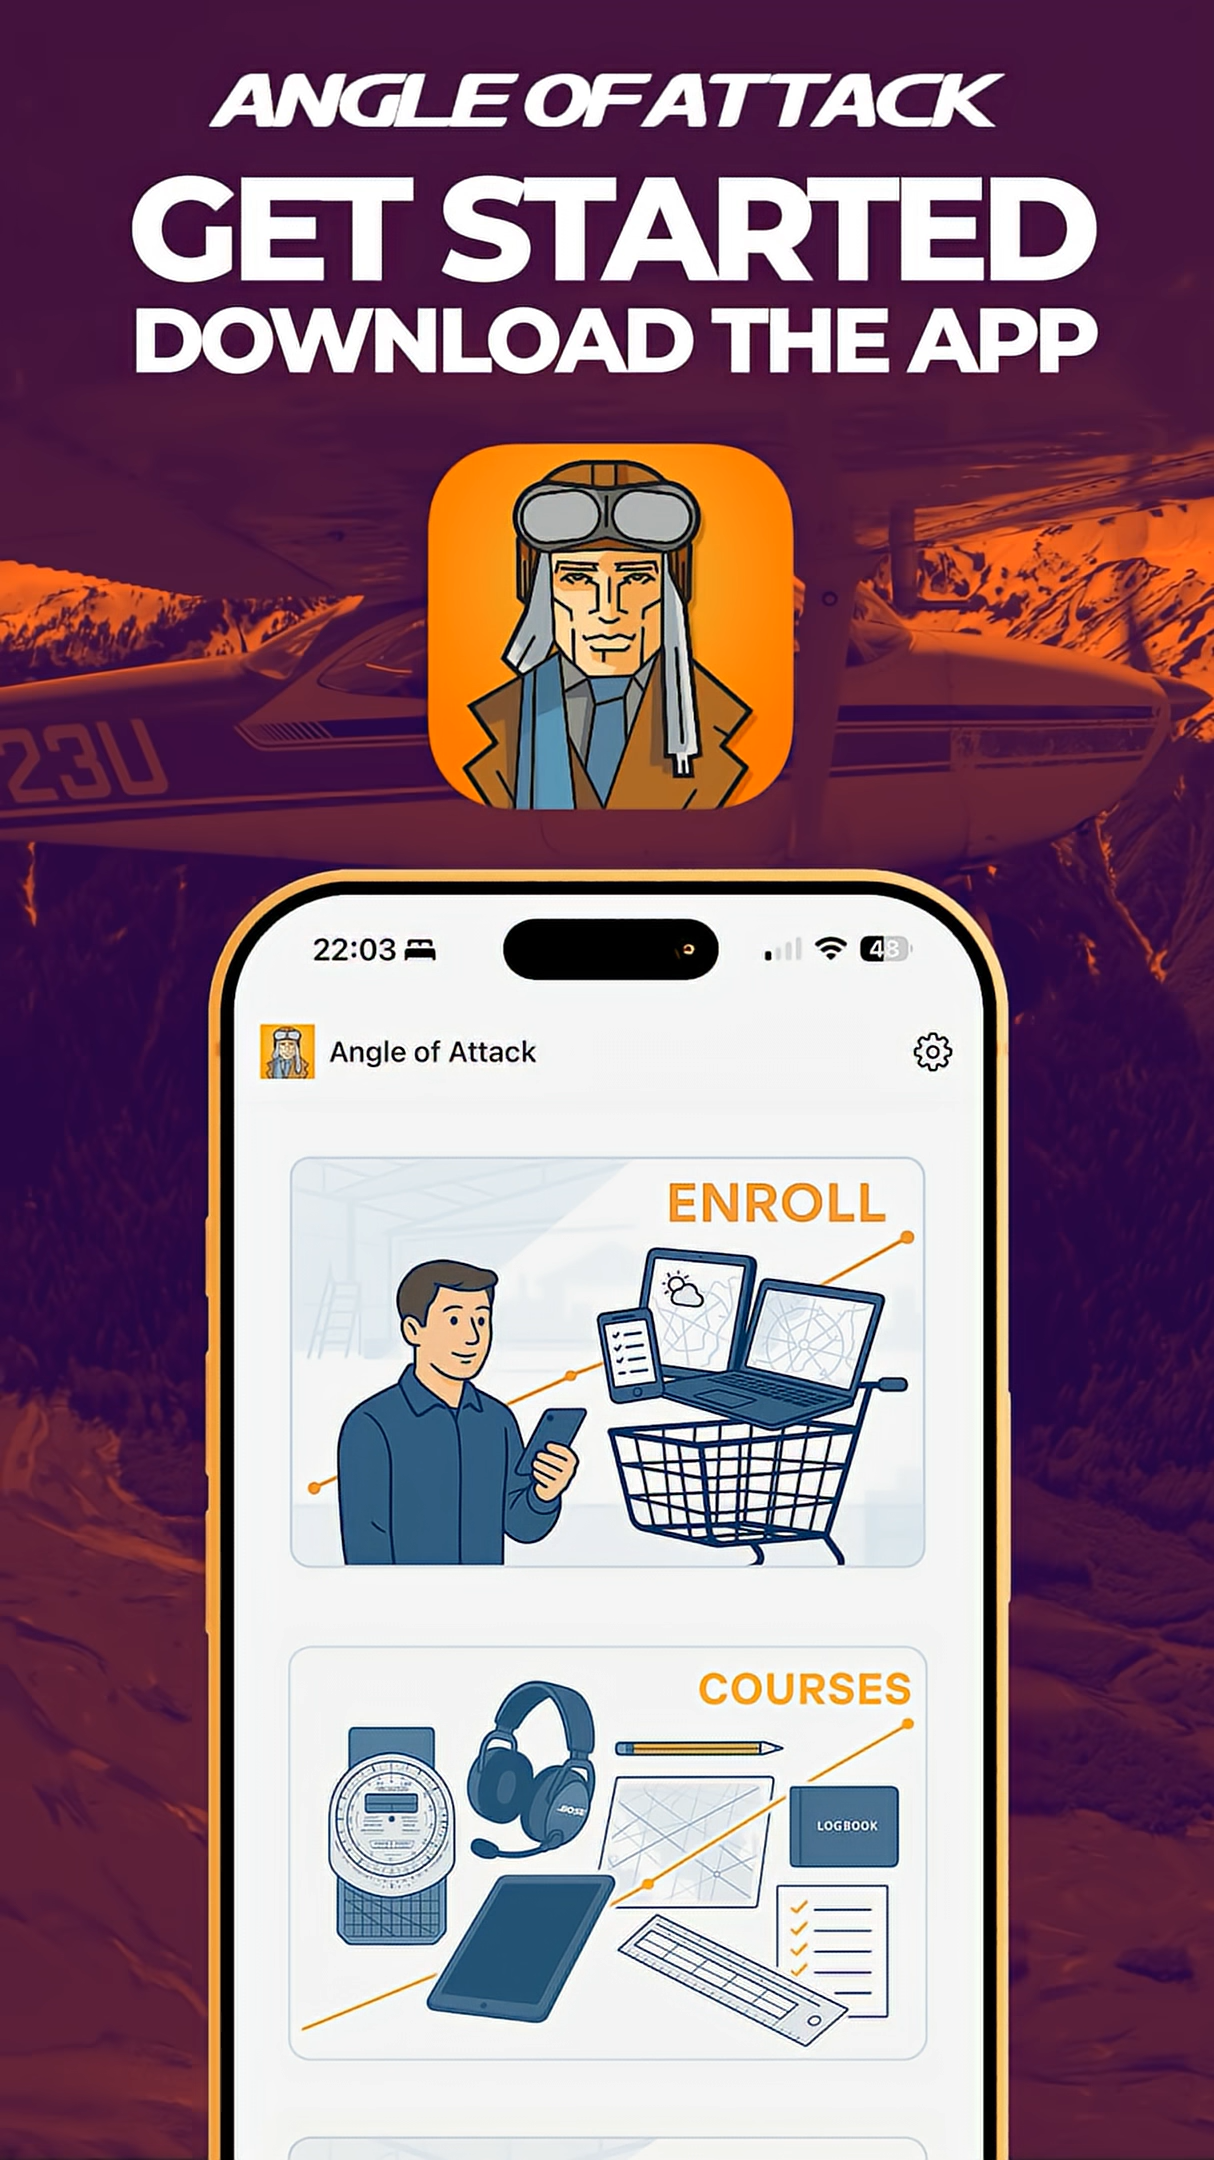 ANGLE OF ATTACK
GET STARTED
DOWNLOAD THE APP
23U
22:03
48
Angle of Attack
ENROLL
COURSES
BOSE
LOGBOOK